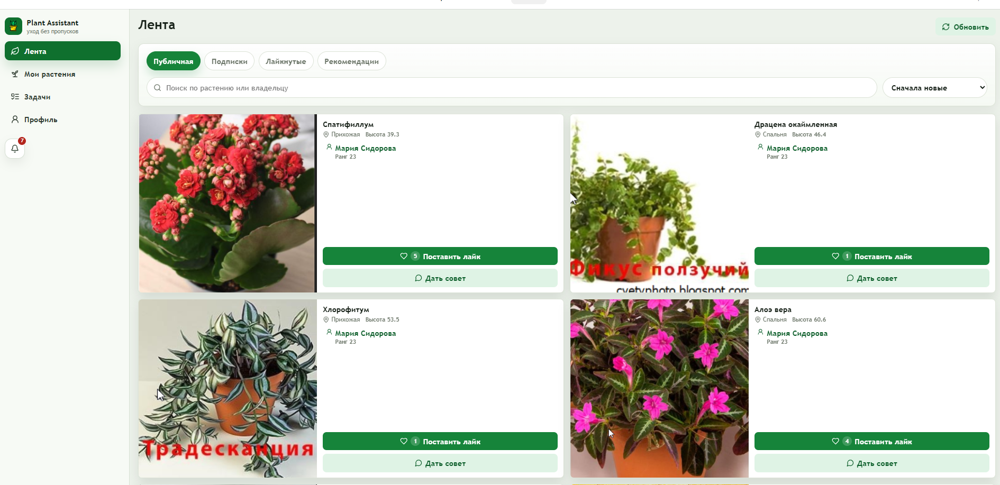 Plant Assistant
уход без пропусков
Лента
Мои растения
Задачи
Профиль
7
Лента
Обновить
Публичная
Подписки
Лайкнутые
Рекомендации
Поиск по растению или владельцу
Сначала новые
Спатифиллум
Прихожая Высота 39.3
Мария Сидорова
Ранг 23
5 Поставить лайк
Дать совет
Фикус ползучий
cvetyphoto.blogspot.com
Драцена окаймленная
Спальня Высота 46.4
Мария Сидорова
Ранг 23
1 Поставить лайк
Дать совет
Традесканция
Хлорофитум
Прихожая Высота 53.5
Мария Сидорова
Ранг 23
1 Поставить лайк
Дать совет
Алоэ вера
Спальня Высота 60.6
Мария Сидорова
Ранг 23
4 Поставить лайк
Дать совет